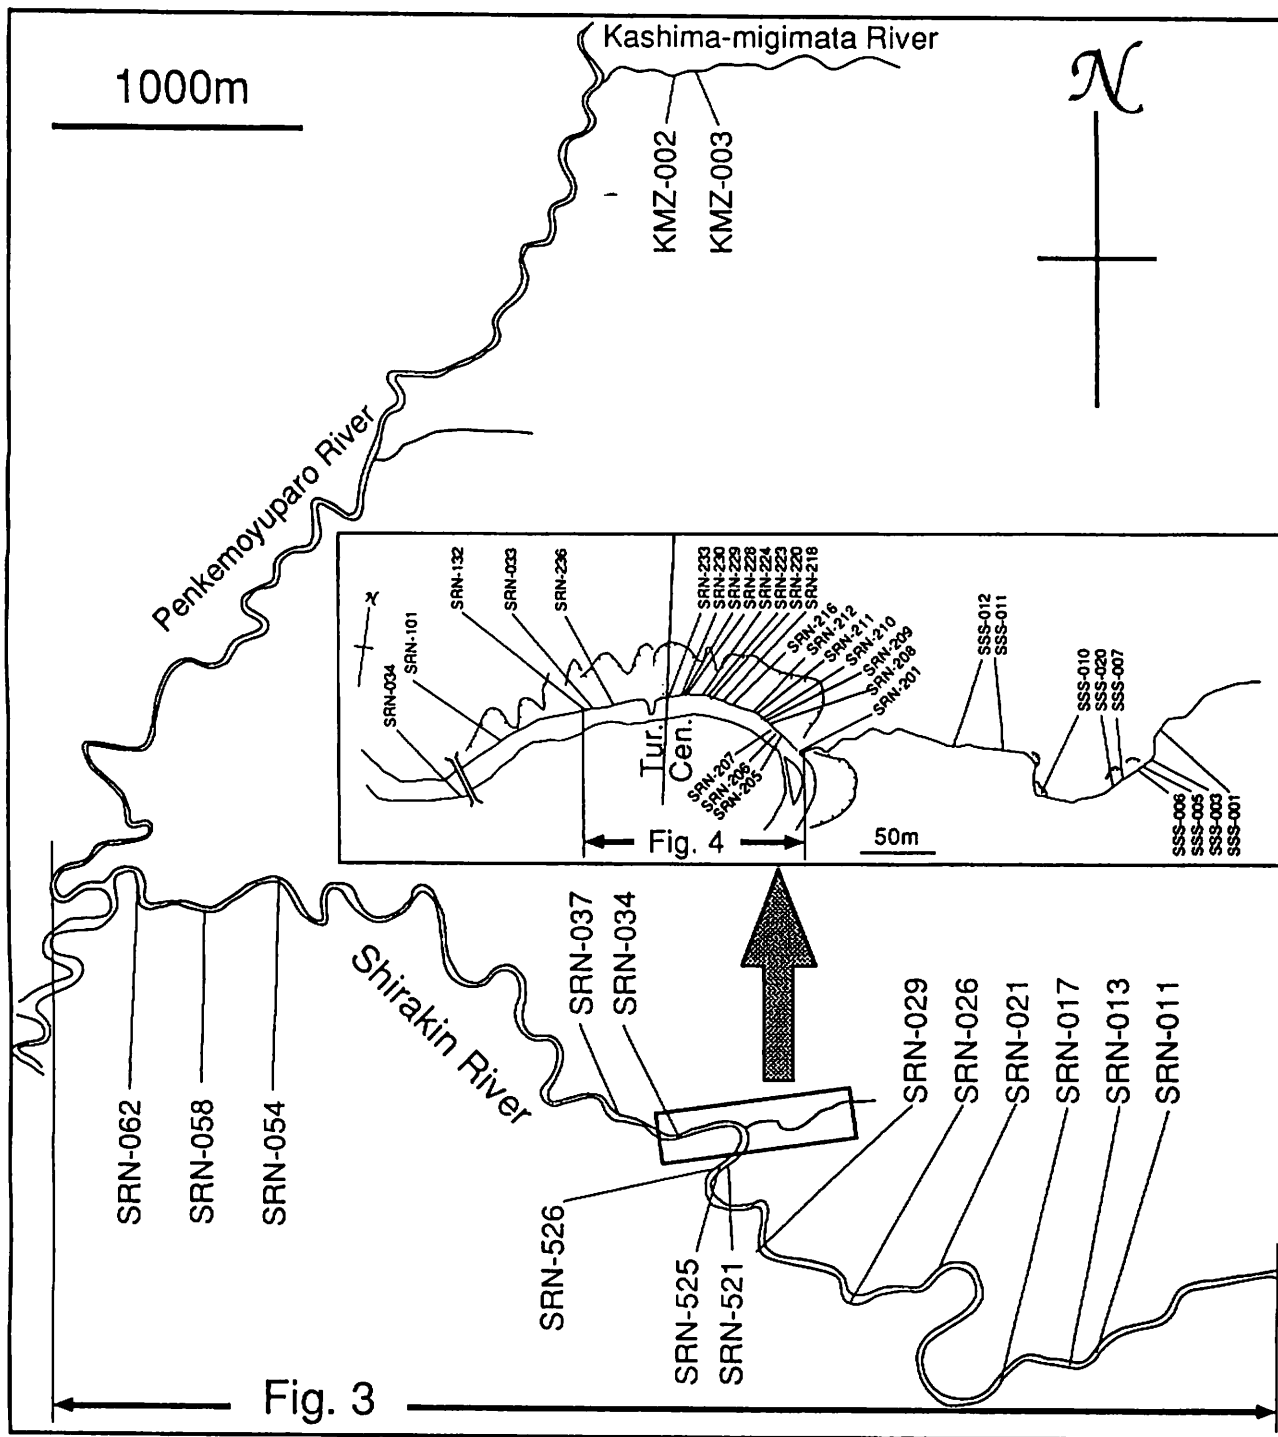 Kashima-migimata River
1000m
N
KMZ-002
KMZ-003
Penkemoyuparo River
N
SRN-034
SRN-101
SRN-132
SRN-033
SRN-236
SRN-233
SRN-230
SRN-229
SRN-228
SRN-224
SRN-223
SRN-220
SRN-218
SRN-216
SRN-212
SRN-211
SRN-210
SRN-209
SRN-208
SRN-201
SSS-012
SSS-011
SSS-010
SSS-020
SSS-007
Tur.
Cen.
SRN-207
SRN-206
SRN-205
SSS-006
SSS-005
SSS-003
SSS-001
Fig. 4
50m
Shirakin River
SRN-037
SRN-034
SRN-029
SRN-026
SRN-021
SRN-017
SRN-013
SRN-011
SRN-062
SRN-058
SRN-054
SRN-526
SRN-525
SRN-521
Fig. 3